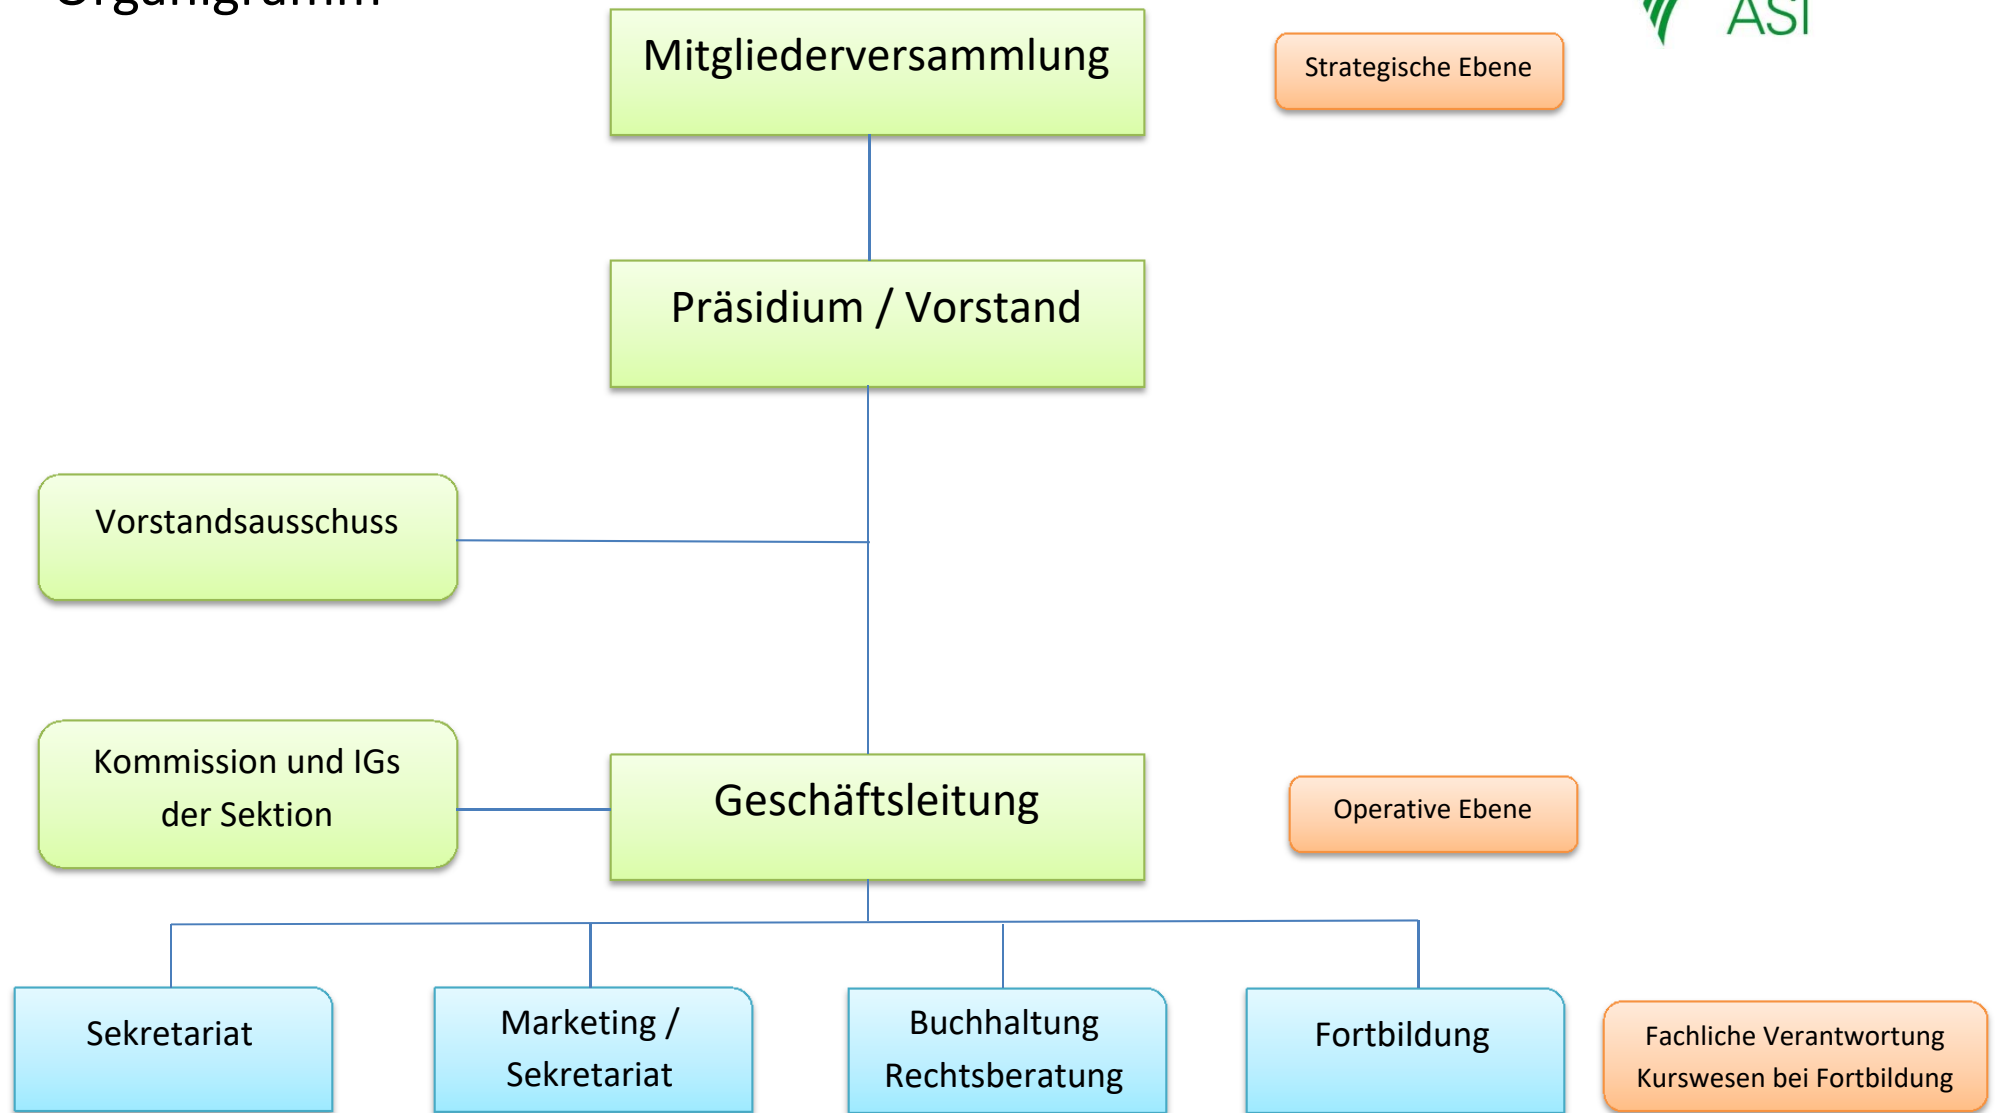 Organigramm
ASI
Mitgliederversammlung
Strategische Ebene
Präsidium / Vorstand
Vorstandsausschuss
Kommission und IGs
der Sektion
Geschäftsleitung
Operative Ebene
Sekretariat
Marketing /
Sekretariat
Buchhaltung
Rechtsberatung
Fortbildung
Fachliche Verantwortung
Kurswesen bei Fortbildung